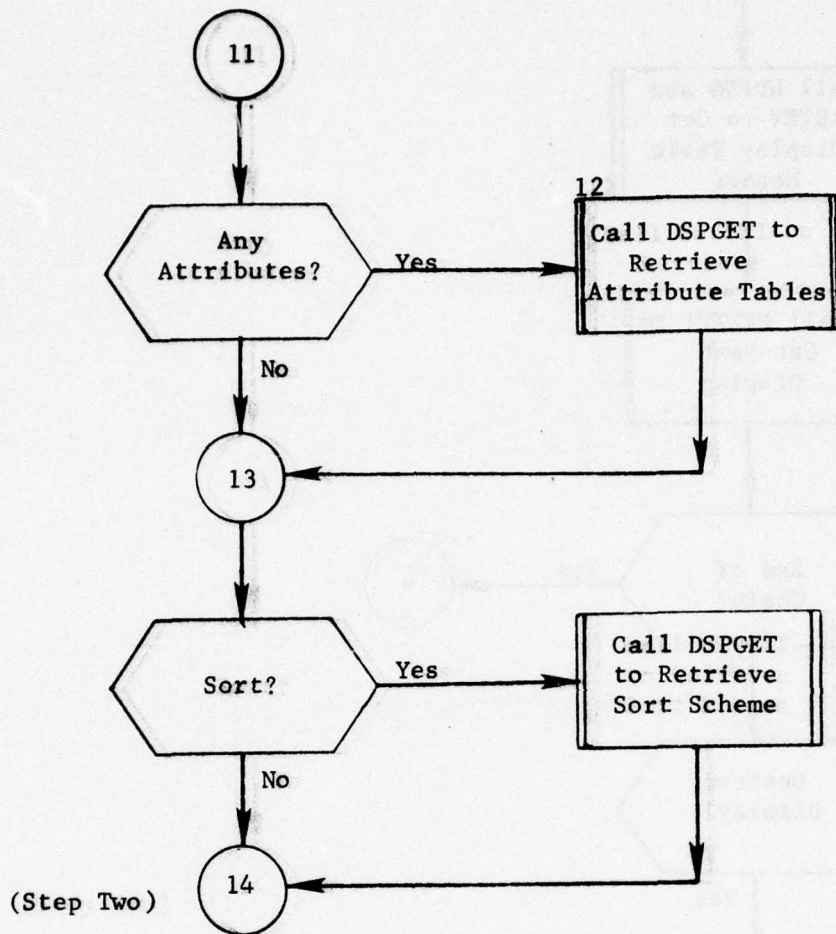 11
Any
Attributes?
Yes
12
Call DSPGET to
Retrieve
Attribute Tables
No
13
Sort?
Yes
Call DSPGET
to Retrieve
Sort Scheme
No
14
(Step Two)